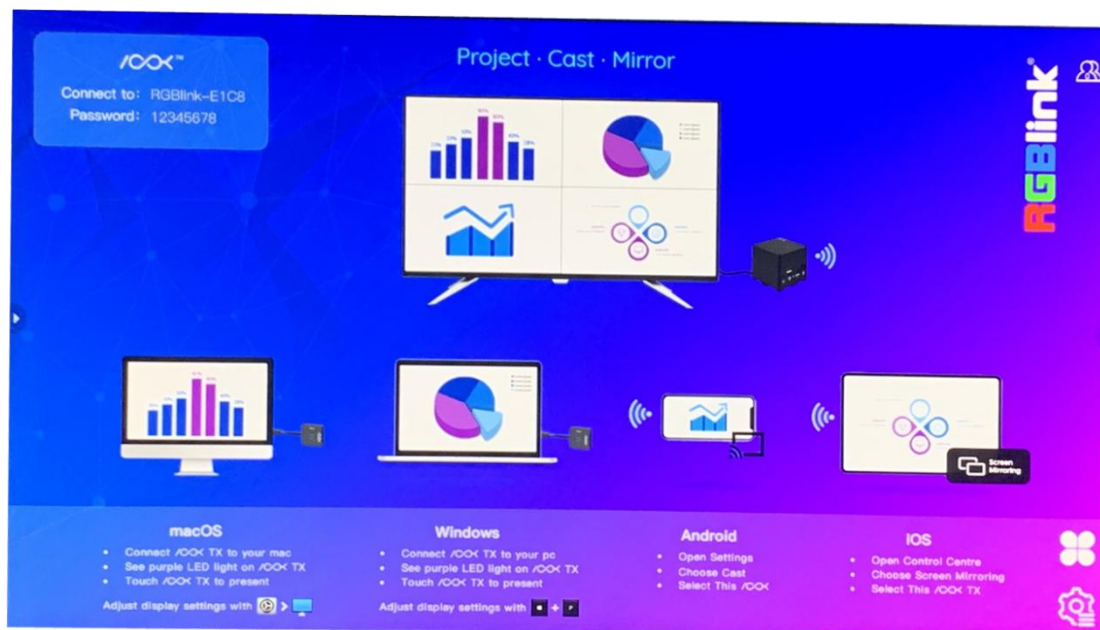 Project · Cast · Mirror
Connect to: RGBlink-E1C8
Password: 12345678
RGBlink
Screen
Mirroring
macOS
• Connect TX to your mac
• See purple LED light on TX
• Touch TX to present
Adjust display settings with >
Windows
• Connect TX to your pc
• See purple LED light on TX
• Touch TX to present
Adjust display settings with + P
Android
• Open Settings
• Choose Cast
• Select This
IOS
• Open Control Centre
• Choose Screen Mirroring
• Select This TX